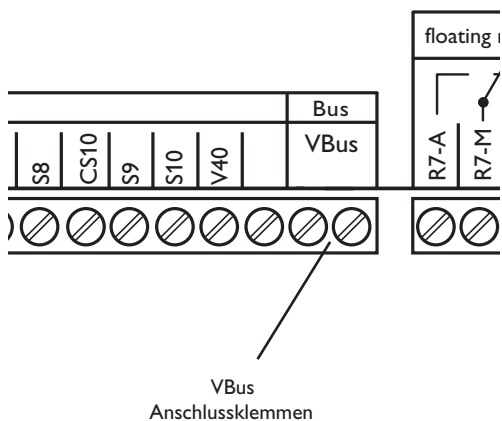 floating
Bus
VBus
S8
CS10
S9
S10
V40
R7-A
R7-M
VBus
Anschlussklemmen